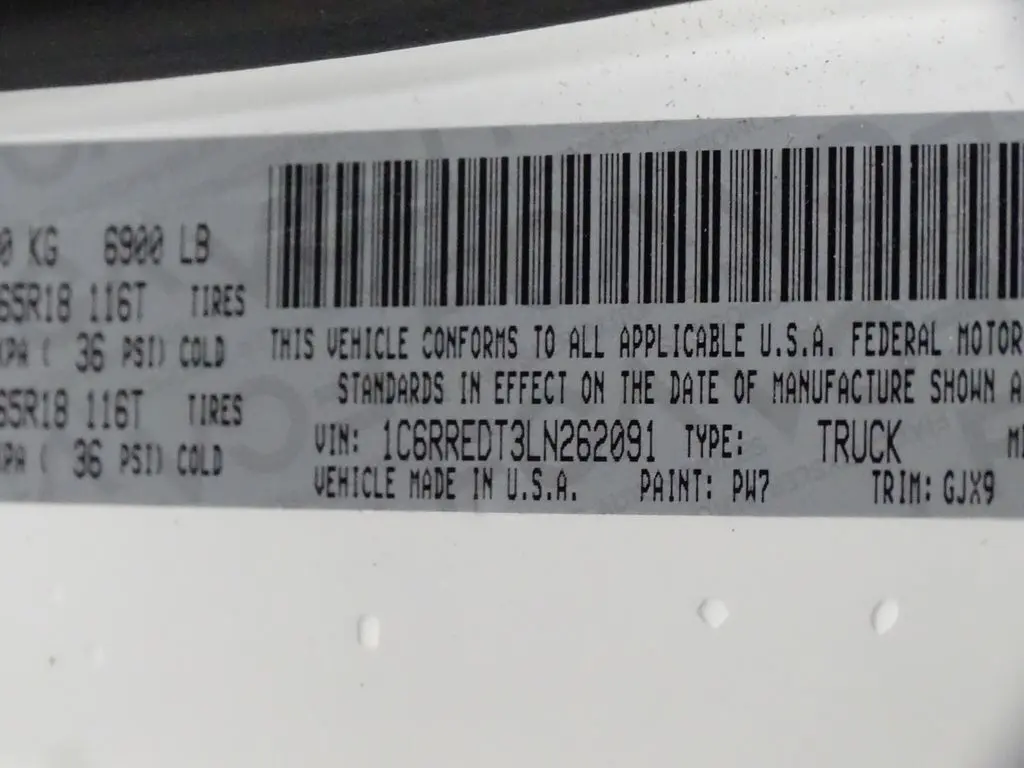 0 KG 6900 LB
65R18 116T TIRES
KPA ( 36 PSI) COLD
65R18 116T TIRES
KPA ( 36 PSI) COLD
THIS VEHICLE CONFORMS TO ALL APPLICABLE U.S.A. FEDERAL MOTOR
STANDARDS IN EFFECT ON THE DATE OF MANUFACTURE SHOWN A
VIN: 1C6RREDT3LN262091 TYPE: TRUCK M
VEHICLE MADE IN U.S.A. PAINT: PW7 TRIM: GJX9